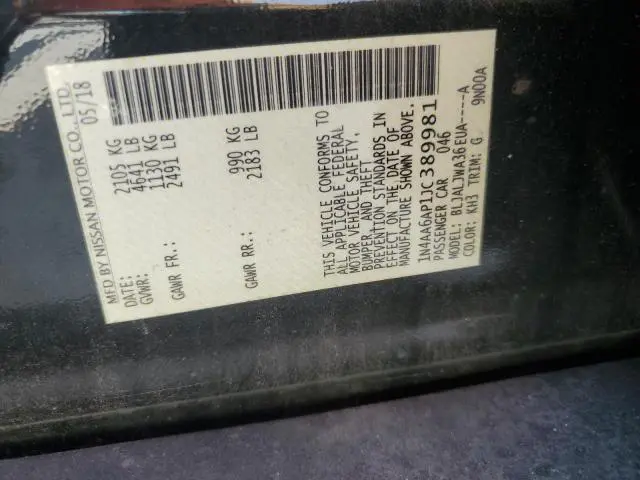 MFD BY NISSAN MOTOR CO., LTD.
DATE: 05/18
GVWR: 2105 KG
4641 LB
GAWR FR.: 1130 KG
2491 LB
GAWR RR.: 990 KG
2183 LB
THIS VEHICLE CONFORMS TO
ALL APPLICABLE FEDERAL
MOTOR VEHICLE SAFETY,
BUMPER, AND THEFT
PREVENTION STANDARDS IN
EFFECT ON THE DATE OF
MANUFACTURE SHOWN ABOVE.
1N4AA6AP1JC389981
PASSENGER CAR 046
MODEL: BLJALJWA36EUA-----A
COLOR: KH3 TRIM: G 9N00A